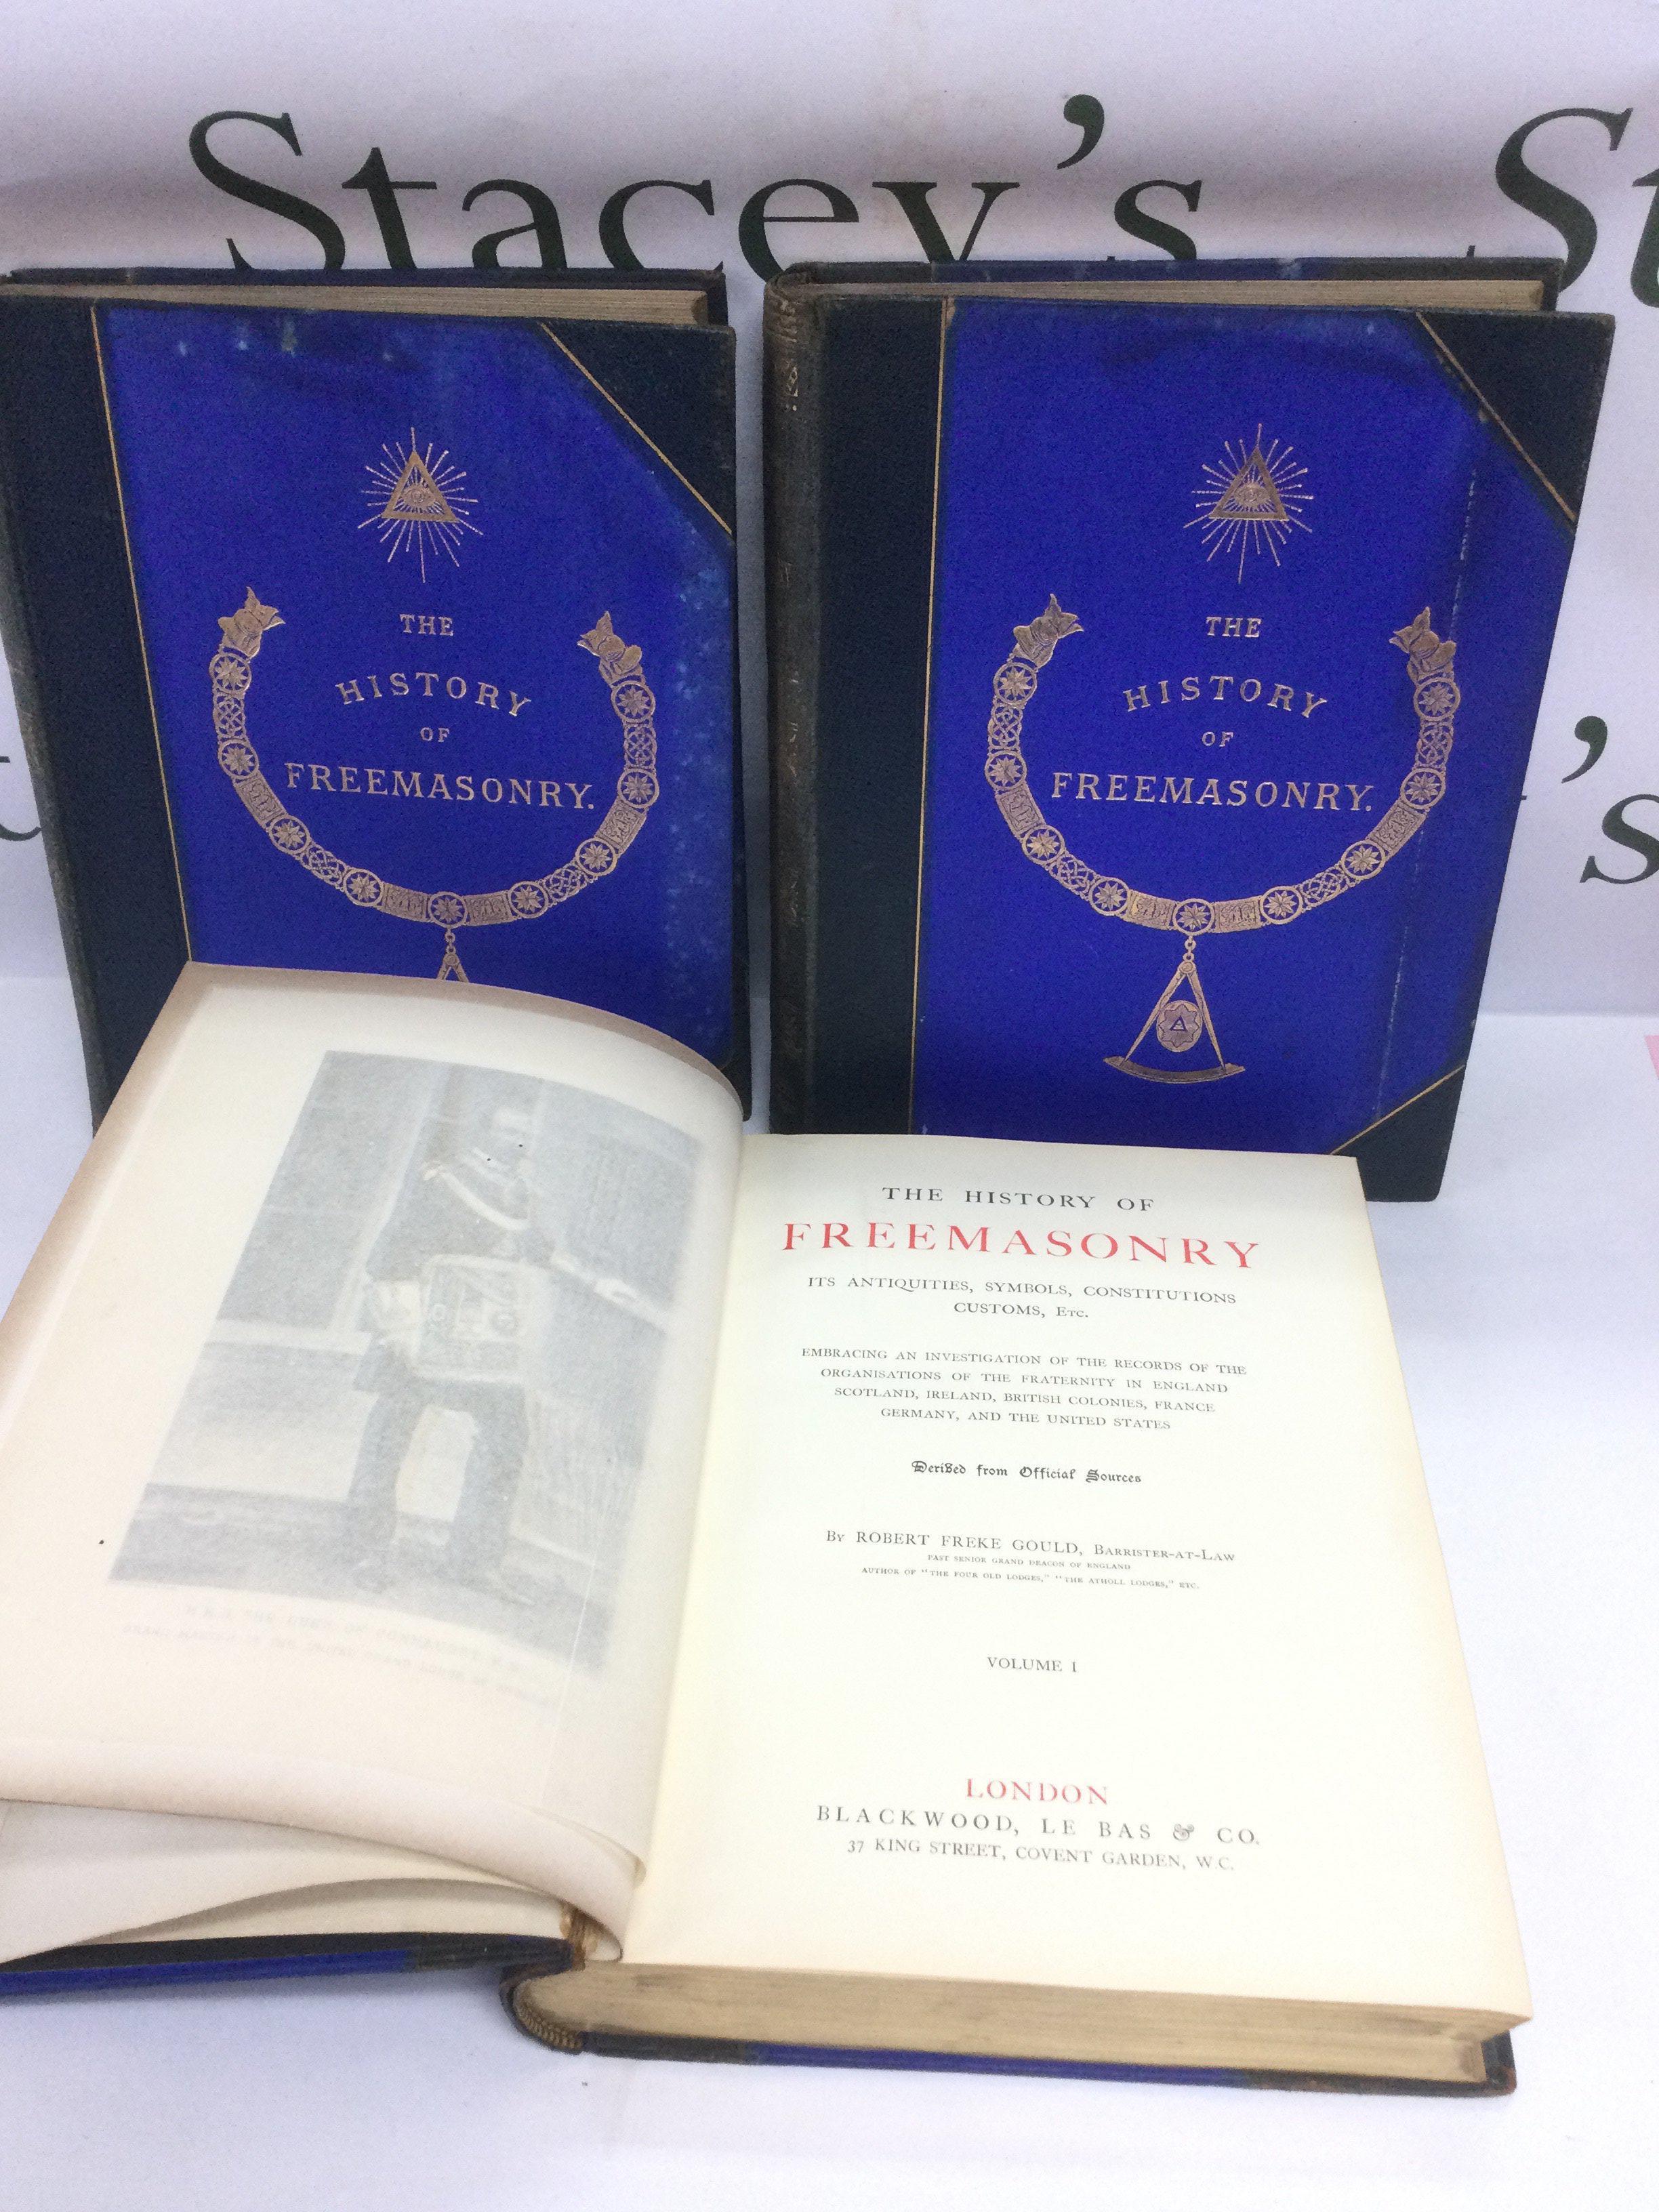 Stacey's
THE
HISTORY
OF
FREEMASONRY.
THE
HISTORY
OF
FREEMASONRY.
THE HISTORY OF
FREEMASONRY
ITS ANTIQUITIES, SYMBOLS, CONSTITUTIONS
CUSTOMS, ETC.
EMBRACING AN INVESTIGATION OF THE RECORDS OF THE
ORGANISATIONS OF THE FRATERNITY IN ENGLAND
SCOTLAND, IRELAND, BRITISH COLONIES, FRANCE
GERMANY, AND THE UNITED STATES
Derived from Official Sources
BY ROBERT FREKE GOULD, BARRISTER-AT-LAW
PAST SENIOR GRAND DEACON OF ENGLAND
AUTHOR OF "THE FOUR OLD LODGES," "THE ATHOLL LODGES," ETC.
VOLUME I
LONDON
BLACKWOOD, LE BAS & CO.
37 KING STREET, COVENT GARDEN, W.C.